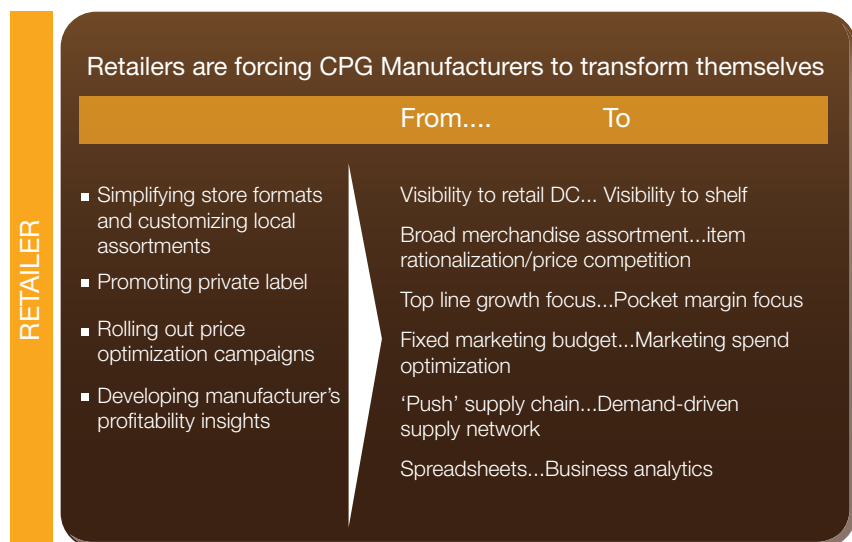 Retailers are forcing CPG Manufacturers to transform themselves
From.... To
RETAILER
Simplifying store formats
and customizing local
assortments
Promoting private label
Rolling out price
optimization campaigns
Developing manufacturer’s
profitability insights
Visibility to retail DC... Visibility to shelf
Broad merchandise assortment...item
rationalization/price competition
Top line growth focus...Pocket margin focus
Fixed marketing budget...Marketing spend
optimization
‘Push’ supply chain...Demand-driven
supply network
Spreadsheets...Business analytics